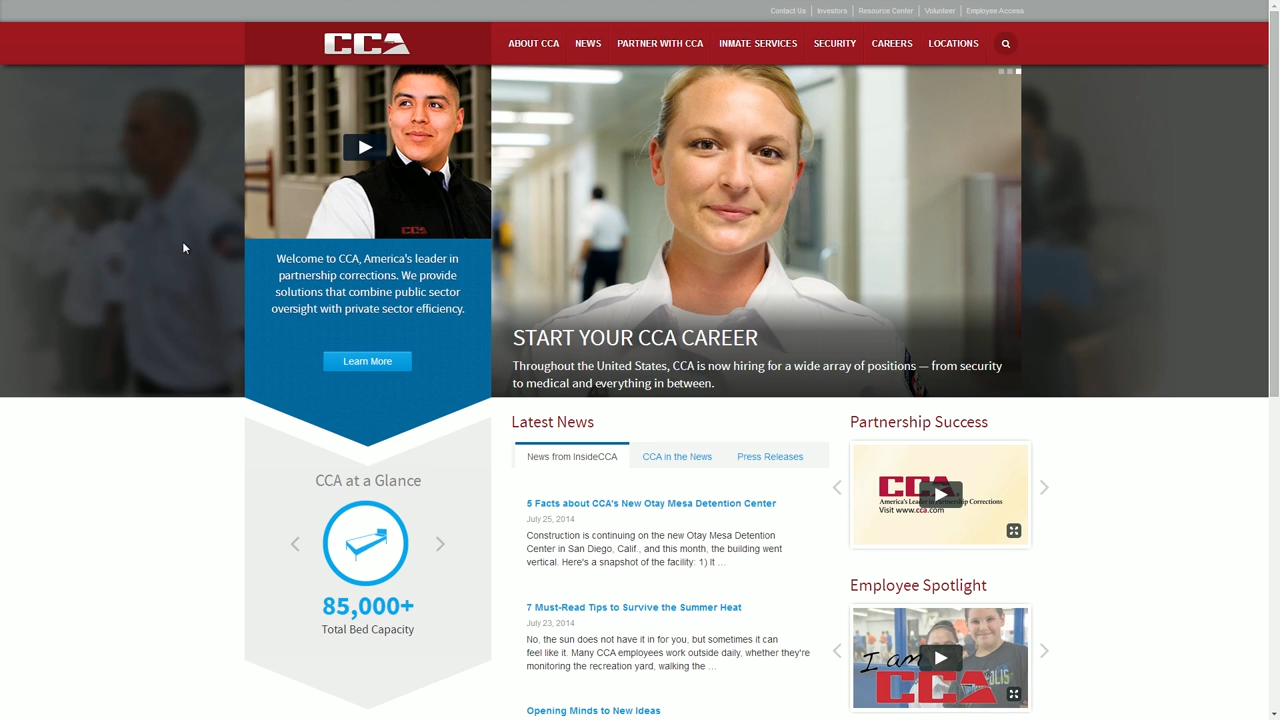 Contact Us
Investors
Resource Center
Volunteer
Employee Access
CCA
ABOUT CCA
NEWS
PARTNER WITH CCA
INMATE SERVICES
SECURITY
CAREERS
LOCATIONS
CCA
Welcome to CCA, America's leader in
partnership corrections. We provide
solutions that combine public sector
oversight with private sector efficiency.
Learn More
START YOUR CCA CAREER
Throughout the United States, CCA is now hiring for a wide array of positions — from security
to medical and everything in between.
CCA at a Glance
85,000+
Total Bed Capacity
Latest News
News from InsideCCA
CCA in the News
Press Releases
5 Facts about CCA's New Otay Mesa Detention Center
July 25, 2014
Construction is continuing on the new Otay Mesa Detention
Center in San Diego, Calif., and this month, the building went
vertical. Here's a snapshot of the facility: 1) It ...
7 Must-Read Tips to Survive the Summer Heat
July 23, 2014
No, the sun does not have it in for you, but sometimes it can
feel like it. Many CCA employees work outside daily, whether they're
monitoring the recreation yard, walking the ...
Opening Minds to New Ideas
Partnership Success
CCA
America's Leader in Partnership Corrections
Visit www.cca.com
Employee Spotlight
I am
CCA